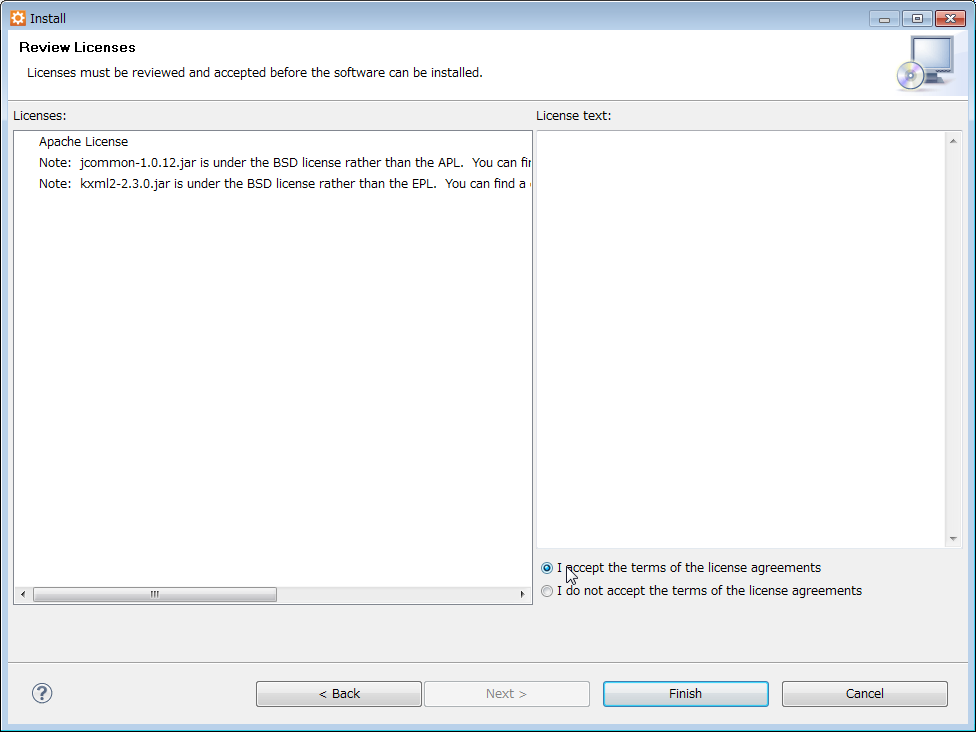 Install
Review Licenses
Licenses must be reviewed and accepted before the software can be installed.
Licenses:
Apache License
Note: jcommon-1.0.12.jar is under the BSD license rather than the APL. You can
Note: kxml2-2.3.0.jar is under the BSD license rather than the EPL. You can find a
License text:
I accept the terms of the license agreements
I do not accept the terms of the license agreements
?
< Back
Next >
Finish
Cancel